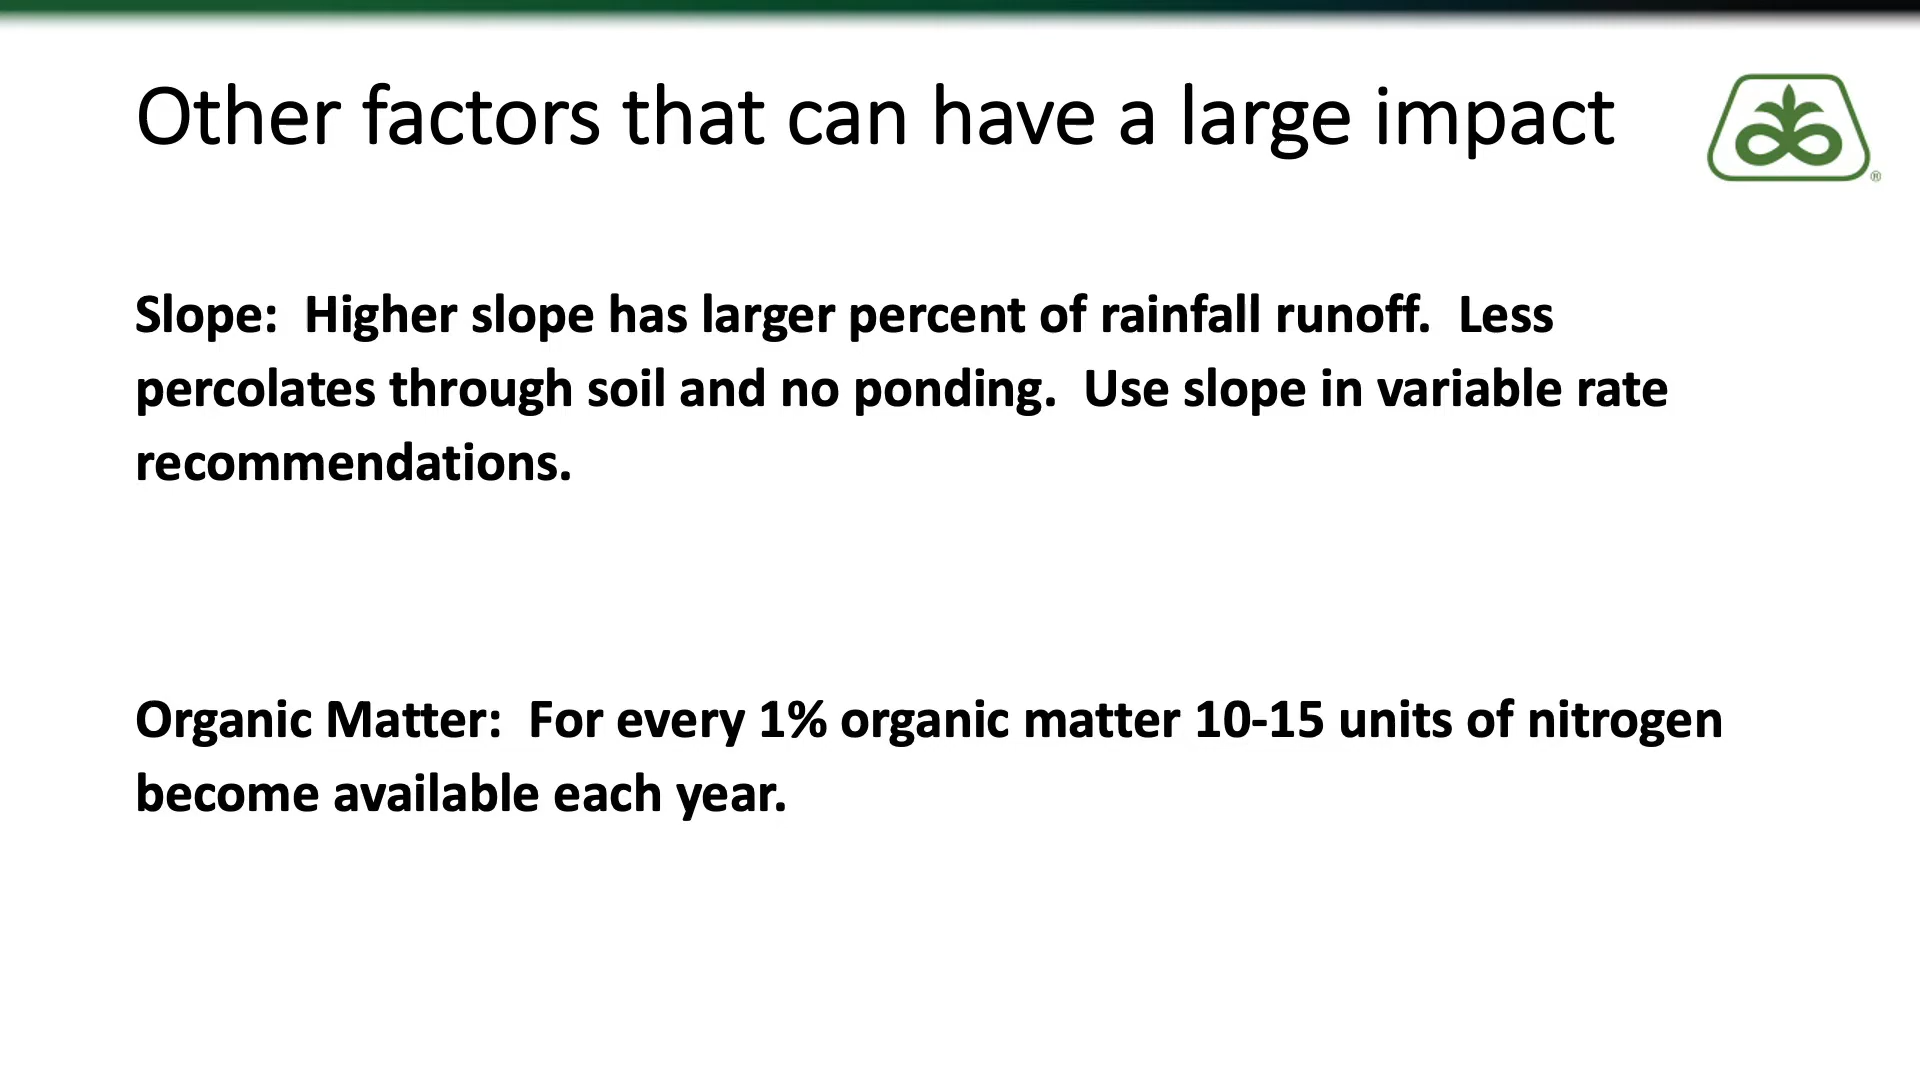 Other factors that can have a large impact
®
Slope:  Higher slope has larger percent of rainfall runoff.  Less
percolates through soil and no ponding.  Use slope in variable rate
recommendations.
Organic Matter:  For every 1% organic matter 10-15 units of nitrogen
become available each year.